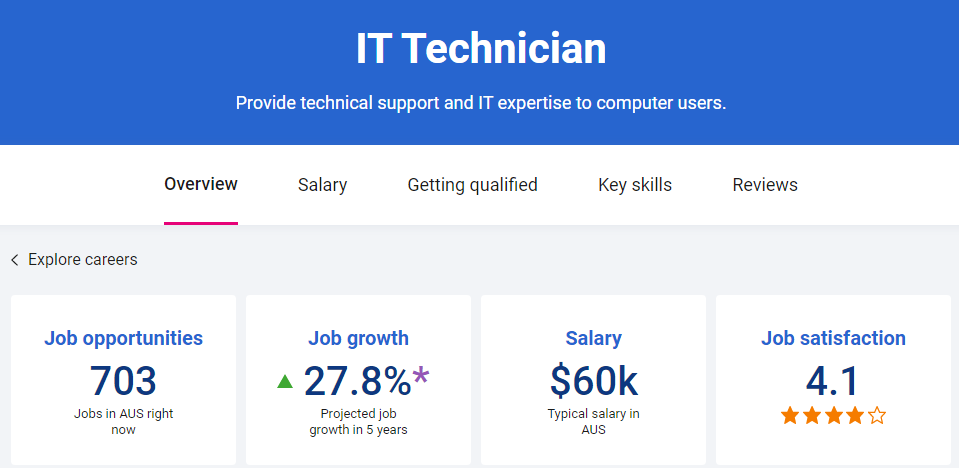 IT Technician
Provide technical support and IT expertise to computer users.
Overview
Salary
Getting qualified
Key skills
Reviews
Explore careers
Job opportunities
703
Jobs in AUS right
now
Job growth
27.8%*
Projected job
growth in 5 years
Salary
$60k
Typical salary in
AUS
Job satisfaction
4.1